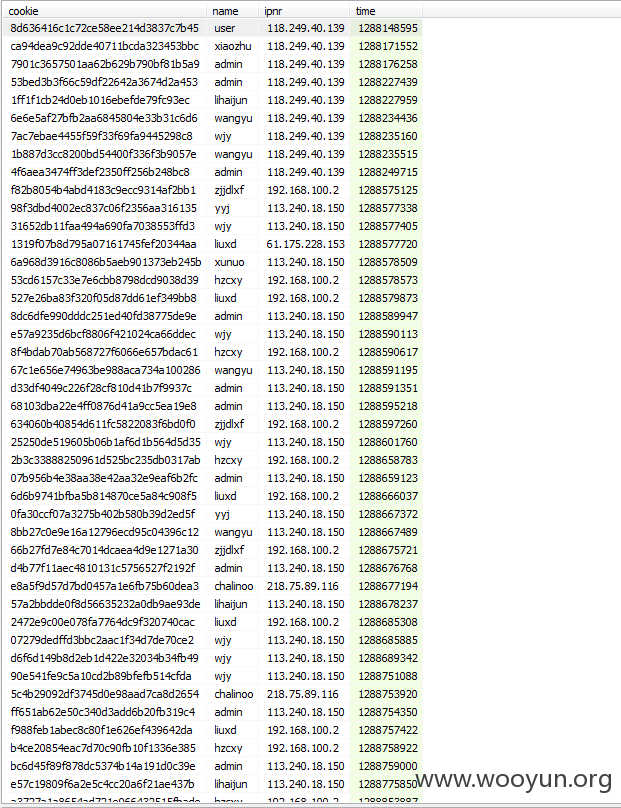 cookie name ipnr time
8d636416c1c72ce58ee214d3837c7b45 user 118.249.40.139 1288148595
ca94dea9c92dde40711bcda323453bbc xiaozhu 118.249.40.139 1288171552
7901c3657501aa62b629b790bf81b5a9 admin 118.249.40.139 1288176258
53bed3b3f66c59df22642a3674d2a453 admin 118.249.40.139 1288227439
1ff1f1cb24d0eb1016ebefde79fc93ec lihaijun 118.249.40.139 1288227959
6e6e5af27bfb2aa6845804e33b31c6d6 wangyu 118.249.40.139 1288234436
7ac7ebae4455f59f33f69fa9445298c8 wjy 118.249.40.139 1288235160
1b887d3cc8200bd54400f336f3b9057e wangyu 118.249.40.139 1288235515
4f6aea3474ff3def2350ff256b248bc8 admin 118.249.40.139 1288249715
f82b8054b4abd4183c9ecc9314af2bb1 zjjdlxf 192.168.100.2 1288575125
98f3dbd4002ec837c06f2356aa316135 yyj 113.240.18.150 1288577338
31652db11faa494a690fa7038553ffd3 wjy 113.240.18.150 1288577405
1319f07b8d795a07161745fef20344aa liuxd 61.175.228.153 1288577720
6a968d3916c8086b5aeb901373eb245b xunuo 113.240.18.150 1288578509
53cd6157c33e7e6cbb8798dcd9038d39 hzcxy 192.168.100.2 1288578573
527e26ba83f320f05d87dd61ef349bb8 liuxd 192.168.100.2 1288579873
8dc6dfe990dddc251ed40fd38775de9e admin 113.240.18.150 1288589947
e57a9235d6bcf8806f421024ca66ddec wjy 113.240.18.150 1288590113
8f4bdab70ab568727f6066e657bdac61 hzcxy 192.168.100.2 1288590617
67c1e656e74963be988aca734a100286 wangyu 113.240.18.150 1288591195
d33df4049c226f28cf810d41b7f9937c admin 113.240.18.150 1288591351
68103dba22e4ff0876d41a9cc5ea19e8 admin 113.240.18.150 1288595218
634060b40854d611fc5822083f6bd0f0 zjjdlxf 192.168.100.2 1288597260
25250de519605b06b1af6d1b564d5d35 wjy 113.240.18.150 1288601760
2b3c33888250961d525bc235db0317ab hzcxy 192.168.100.2 1288658783
07b956b4e38aa38e42aa32e9eaf6b2fc admin 113.240.18.150 1288659123
6d6b9741bfba5b814870ce5a84c908f5 liuxd 192.168.100.2 1288666037
0fa30ccf07a3275b402b580b39d2ed5f yyj 113.240.18.150 1288667372
8bb27c0e9e16a12796ecd95c04396c12 wangyu 113.240.18.150 1288667489
66b27fd7e84c7014dcaea4d9e1271a30 zjjdlxf 192.168.100.2 1288675721
d4b77f11aec4810131c5756527f2192f admin 113.240.18.150 1288676768
e8a5f9d57d7bd0457a1e6fb75b60dea3 chalinoo 218.75.89.116 1288677194
57a2bbdde0f8d56635232a0db9ae93de lihaijun 113.240.18.150 1288678237
2472e9c00e078fa7764dc9f320740cac liuxd 192.168.100.2 1288685308
07279dedffd3bbc2aac1f34d7de70ce2 wjy 113.240.18.150 1288685885
d6f6d149b8d2eb1d422e32034b34fb49 wjy 113.240.18.150 1288689342
90e541fe9c5a10cd2b89bfefb514cfda wjy 113.240.18.150 1288751088
5c4b29092df3745d0e98aad7ca8d2654 chalinoo 218.75.89.116 1288753920
ff651ab62e50c340d3add6b20fb319c4 admin 113.240.18.150 1288754350
f988feb1abec8c80f1e626ef439642da liuxd 192.168.100.2 1288757422
b4ce20854eac7d70c90fb10f1336e385 hzcxy 192.168.100.2 1288758922
bc6d45f89f878dc5374b14a191d0c39e admin 113.240.18.150 1288759000
e57c19809f6a2e5c4cc20a6f21ae437b lihaijun 113.240.18.150 1288775850
www.wooyun.org